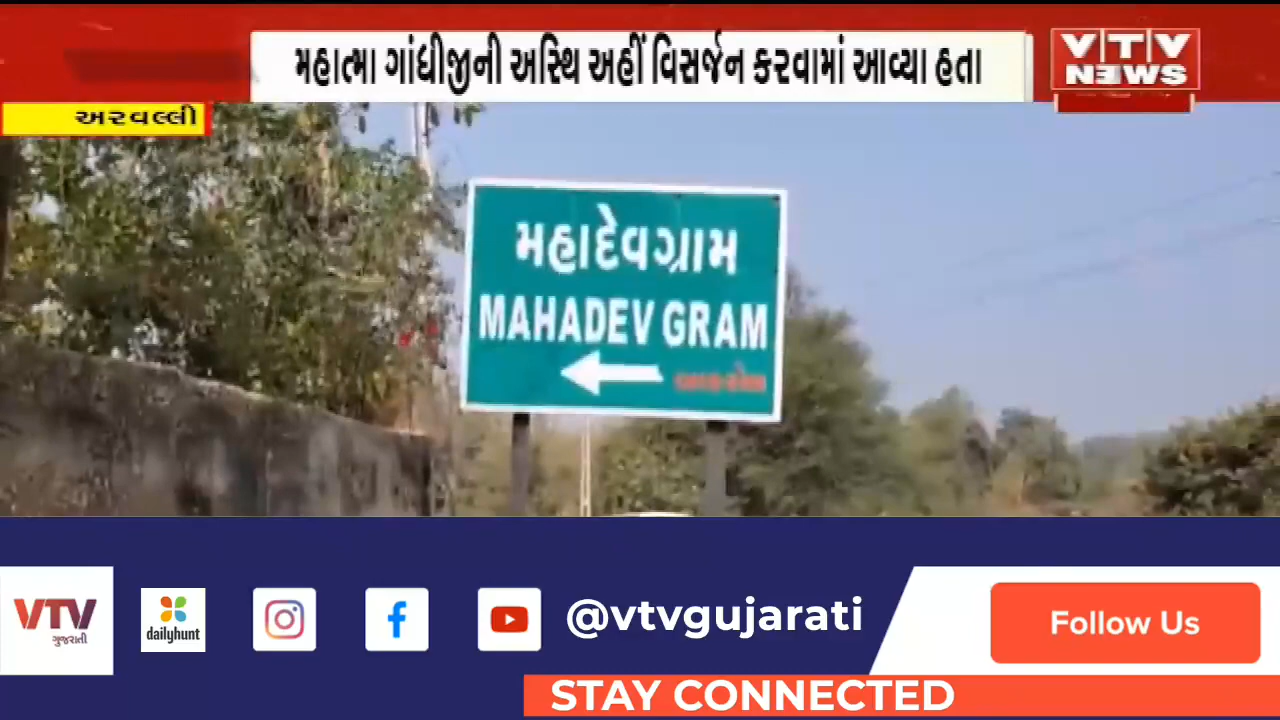 મહાત્મા ગાંધીજીની અસ્થિ અહીં વિસર્જન કરવામાં આવ્યા હતા
VTV
NEWS
અરવલ્લી
મહાદેવગ્રામ
MAHADEV GRAM
VTV
ગુજરાતી
dailyhunt
@vtvgujarati
Follow Us
STAY CONNECTED